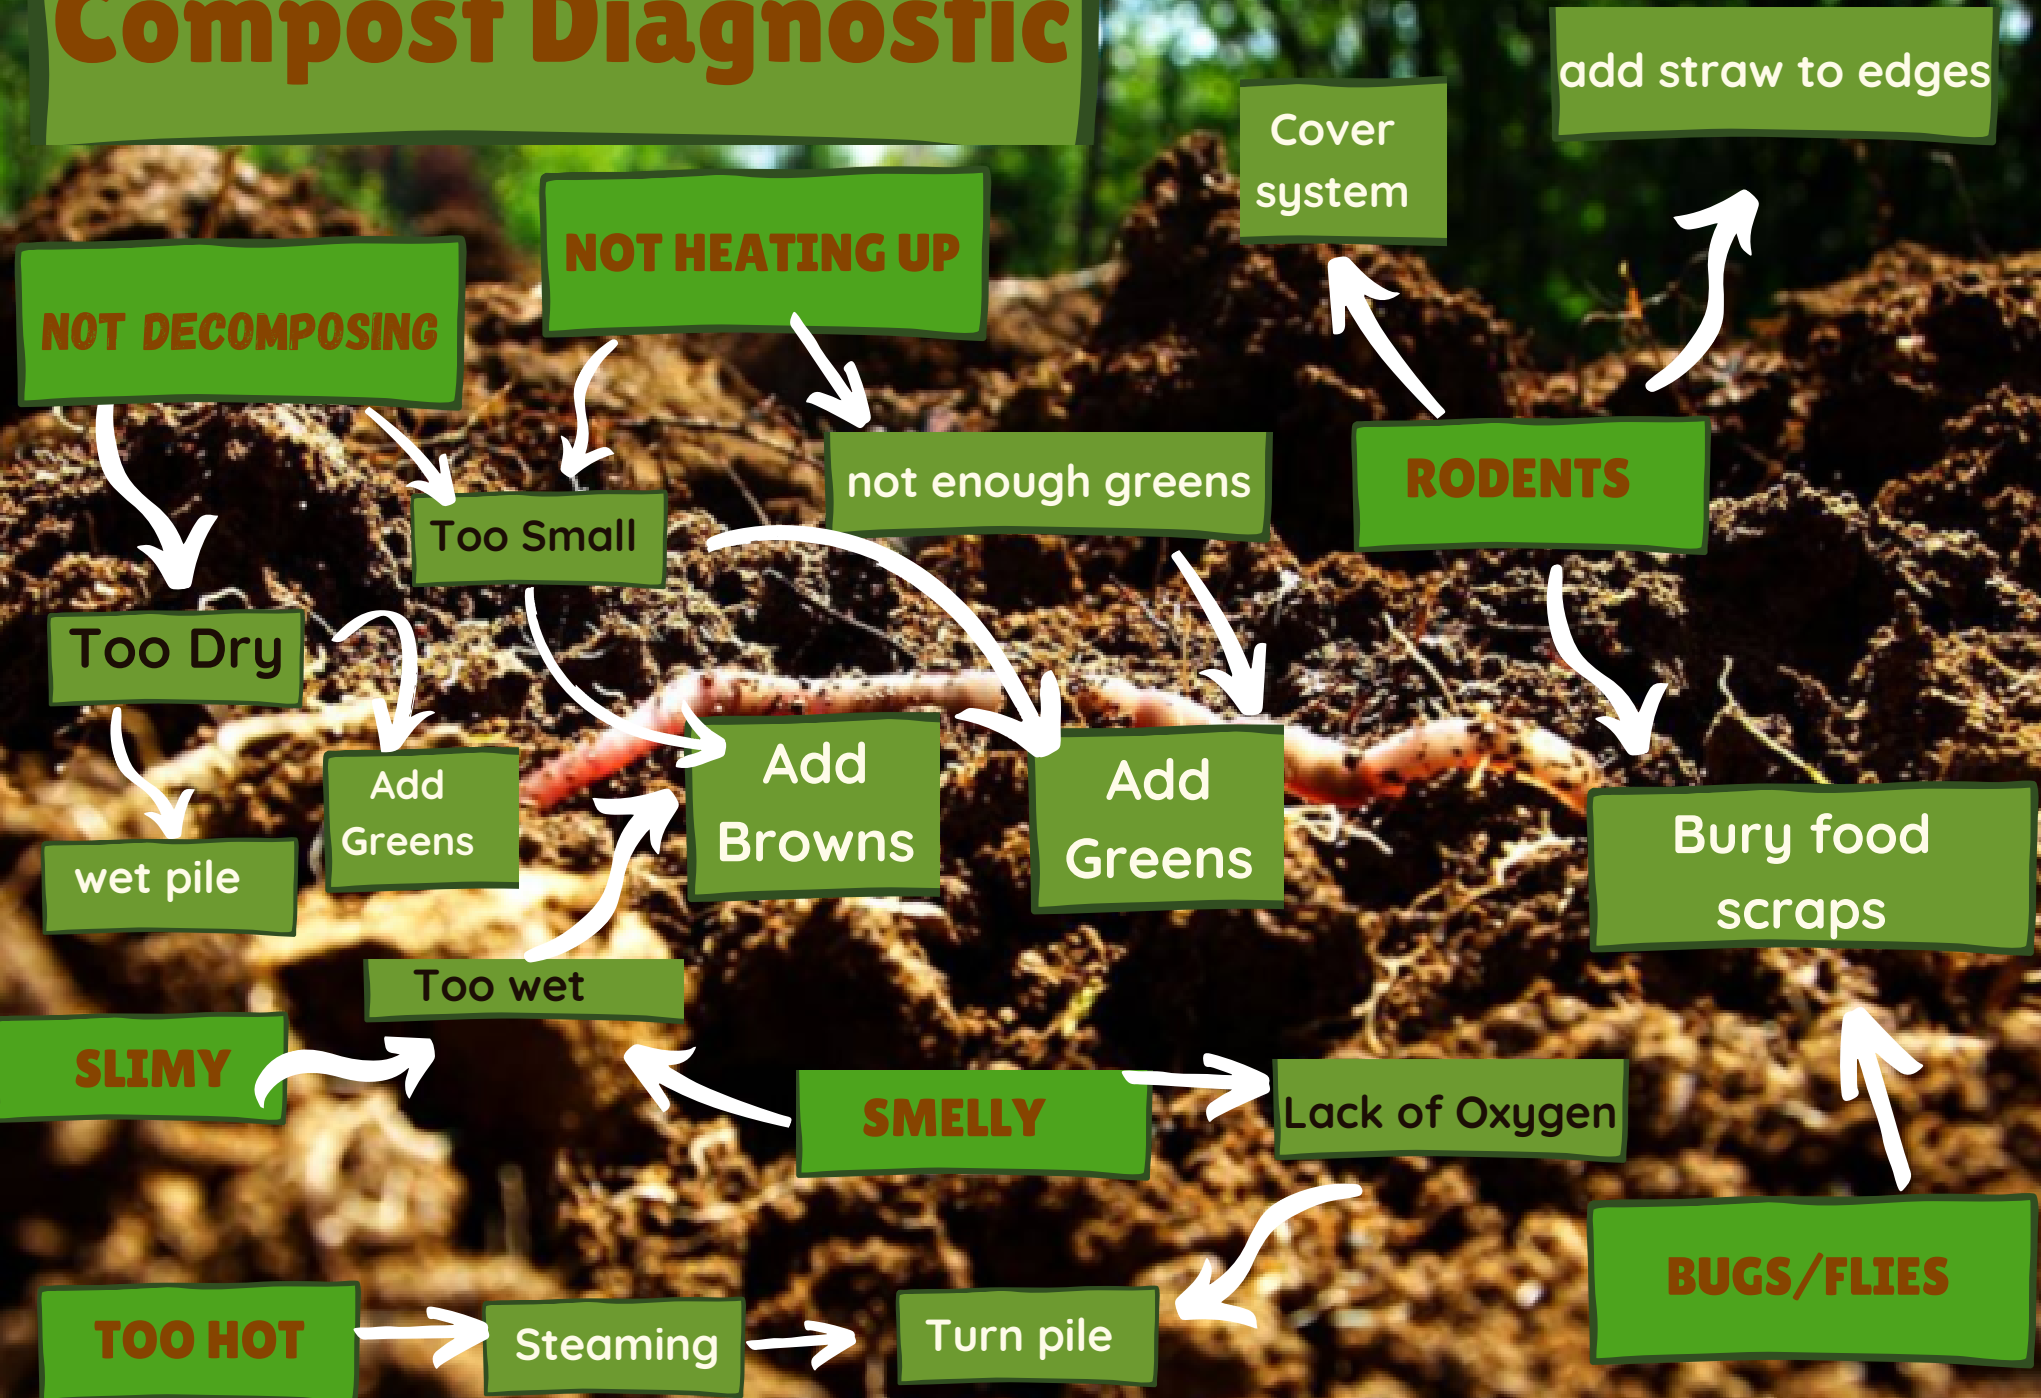 Compost Diagnostic
add straw to edges
Cover
system
NOT HEATING UP
NOT DECOMPOSING
not enough greens
RODENTS
Too Small
Too Dry
Add
Greens
Add
Browns
Add
Greens
Bury food
scraps
wet pile
Too wet
SLIMY
SMELLY
Lack of Oxygen
BUGS/FLIES
TOO HOT
Steaming
Turn pile